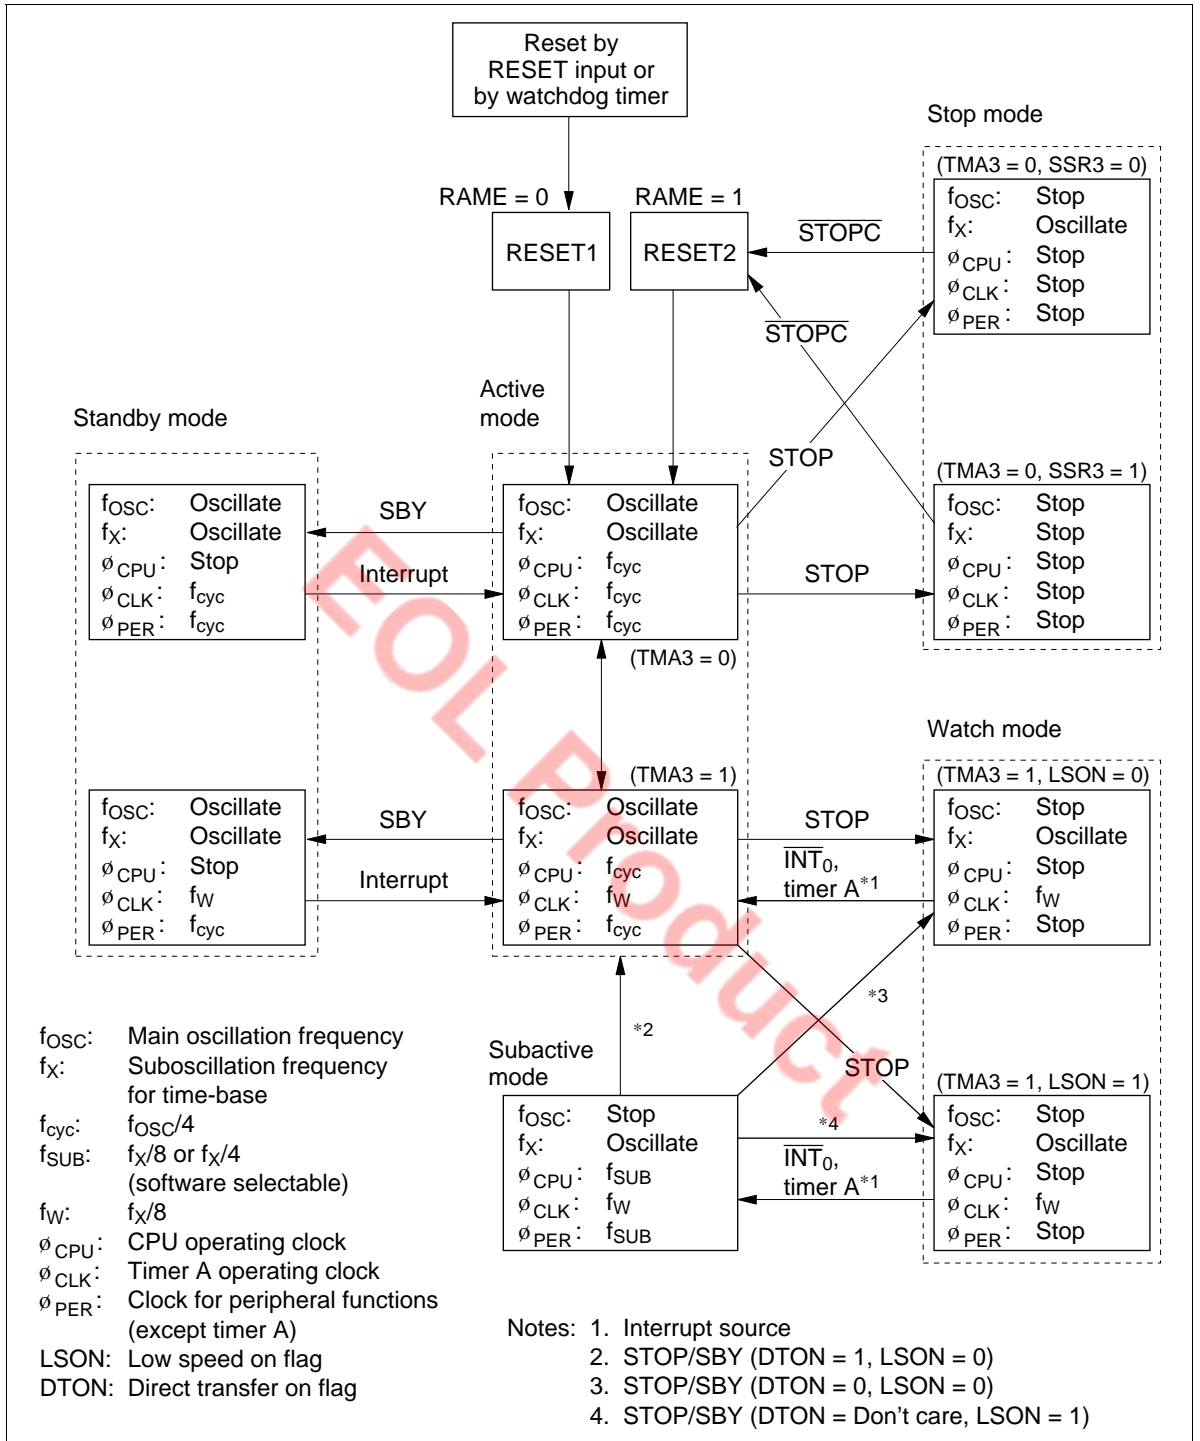 Reset by
RESET input or
by watchdog timer
Stop mode
RAME = 0
RAME = 1
(TMA3 = 0, SSR3 = 0)
RESET1
RESET2
STOPC
fOSC: Stop
fX: Oscillate
øCPU: Stop
øCLK: Stop
øPER: Stop
STOPC
Standby mode
Active
mode
STOP
(TMA3 = 0, SSR3 = 1)
fOSC: Oscillate
fX: Oscillate
øCPU: Stop
øCLK: fcyc
øPER: fcyc
SBY
Interrupt
fOSC: Oscillate
fX: Oscillate
øCPU: fcyc
øCLK: fcyc
øPER: fcyc
STOP
fOSC: Stop
fX: Stop
øCPU: Stop
øCLK: Stop
øPER: Stop
(TMA3 = 0)
Watch mode
(TMA3 = 1)
(TMA3 = 1, LSON = 0)
fOSC: Oscillate
fX: Oscillate
øCPU: Stop
øCLK: fW
øPER: fcyc
SBY
Interrupt
fOSC: Oscillate
fX: Oscillate
øCPU: fcyc
øCLK: fW
øPER: fcyc
STOP
INT0,
timer A*1
fOSC: Stop
fX: Oscillate
øCPU: Stop
øCLK: fW
øPER: Stop
*3
*2
Subactive
mode
STOP
(TMA3 = 1, LSON = 1)
fOSC: Stop
fX: Oscillate
øCPU: fSUB
øCLK: fW
øPER: fSUB
*4
INT0,
timer A*1
fOSC: Stop
fX: Oscillate
øCPU: Stop
øCLK: fW
øPER: Stop
fOSC: Main oscillation frequency
fX: Suboscillation frequency
for time-base
fcyc: fOSC/4
fSUB: fX/8 or fX/4
(software selectable)
fW: fX/8
øCPU: CPU operating clock
øCLK: Timer A operating clock
øPER: Clock for peripheral functions
(except timer A)
LSON: Low speed on flag
DTON: Direct transfer on flag
Notes: 1. Interrupt source
2. STOP/SBY (DTON = 1, LSON = 0)
3. STOP/SBY (DTON = 0, LSON = 0)
4. STOP/SBY (DTON = Don't care, LSON = 1)
EOL Product